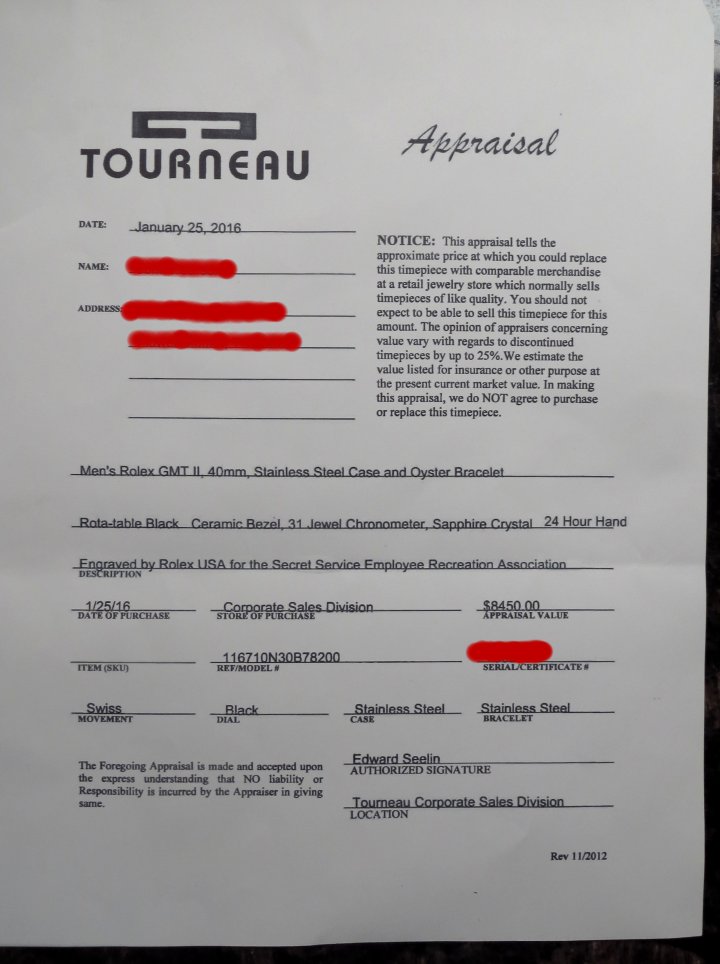 TOURNEAU
Appraisal
DATE: January 25, 2016
NAME:
ADDRESS:
NOTICE: This appraisal tells the
approximate price at which you could replace
this timepiece with comparable merchandise
at a retail jewelry store which normally sells
timepieces of like quality. You should not
expect to be able to sell this timepiece for this
amount. The opinion of appraisers concerning
value vary with regards to discontinued
timepieces by up to 25%.We estimate the
value listed for insurance or other purpose at
the present current market value. In making
this appraisal, we do NOT agree to purchase
or replace this timepiece.
Men's Rolex GMT II, 40mm, Stainless Steel Case and Oyster Bracelet
Rota-table Black Ceramic Bezel, 31 Jewel Chronometer, Sapphire Crystal 24 Hour Hand
Engraved by Rolex USA for the Secret Service Employee Recreation Association
DESCRIPTION
1/25/16 Corporate Sales Division $8450.00
DATE OF PURCHASE STORE OF PURCHASE APPRAISAL VALUE
116710N30B78200
ITEM (SKU) REF/MODEL # SERIAL/CERTIFICATE #
Swiss Black Stainless Steel Stainless Steel
MOVEMENT DIAL CASE BRACELET
The Foregoing Appraisal is made and accepted upon
the express understanding that NO liability or
Responsibility is incurred by the Appraiser in giving
same.
Edward Seelin
AUTHORIZED SIGNATURE
Tourneau Corporate Sales Division
LOCATION
Rev 11/2012